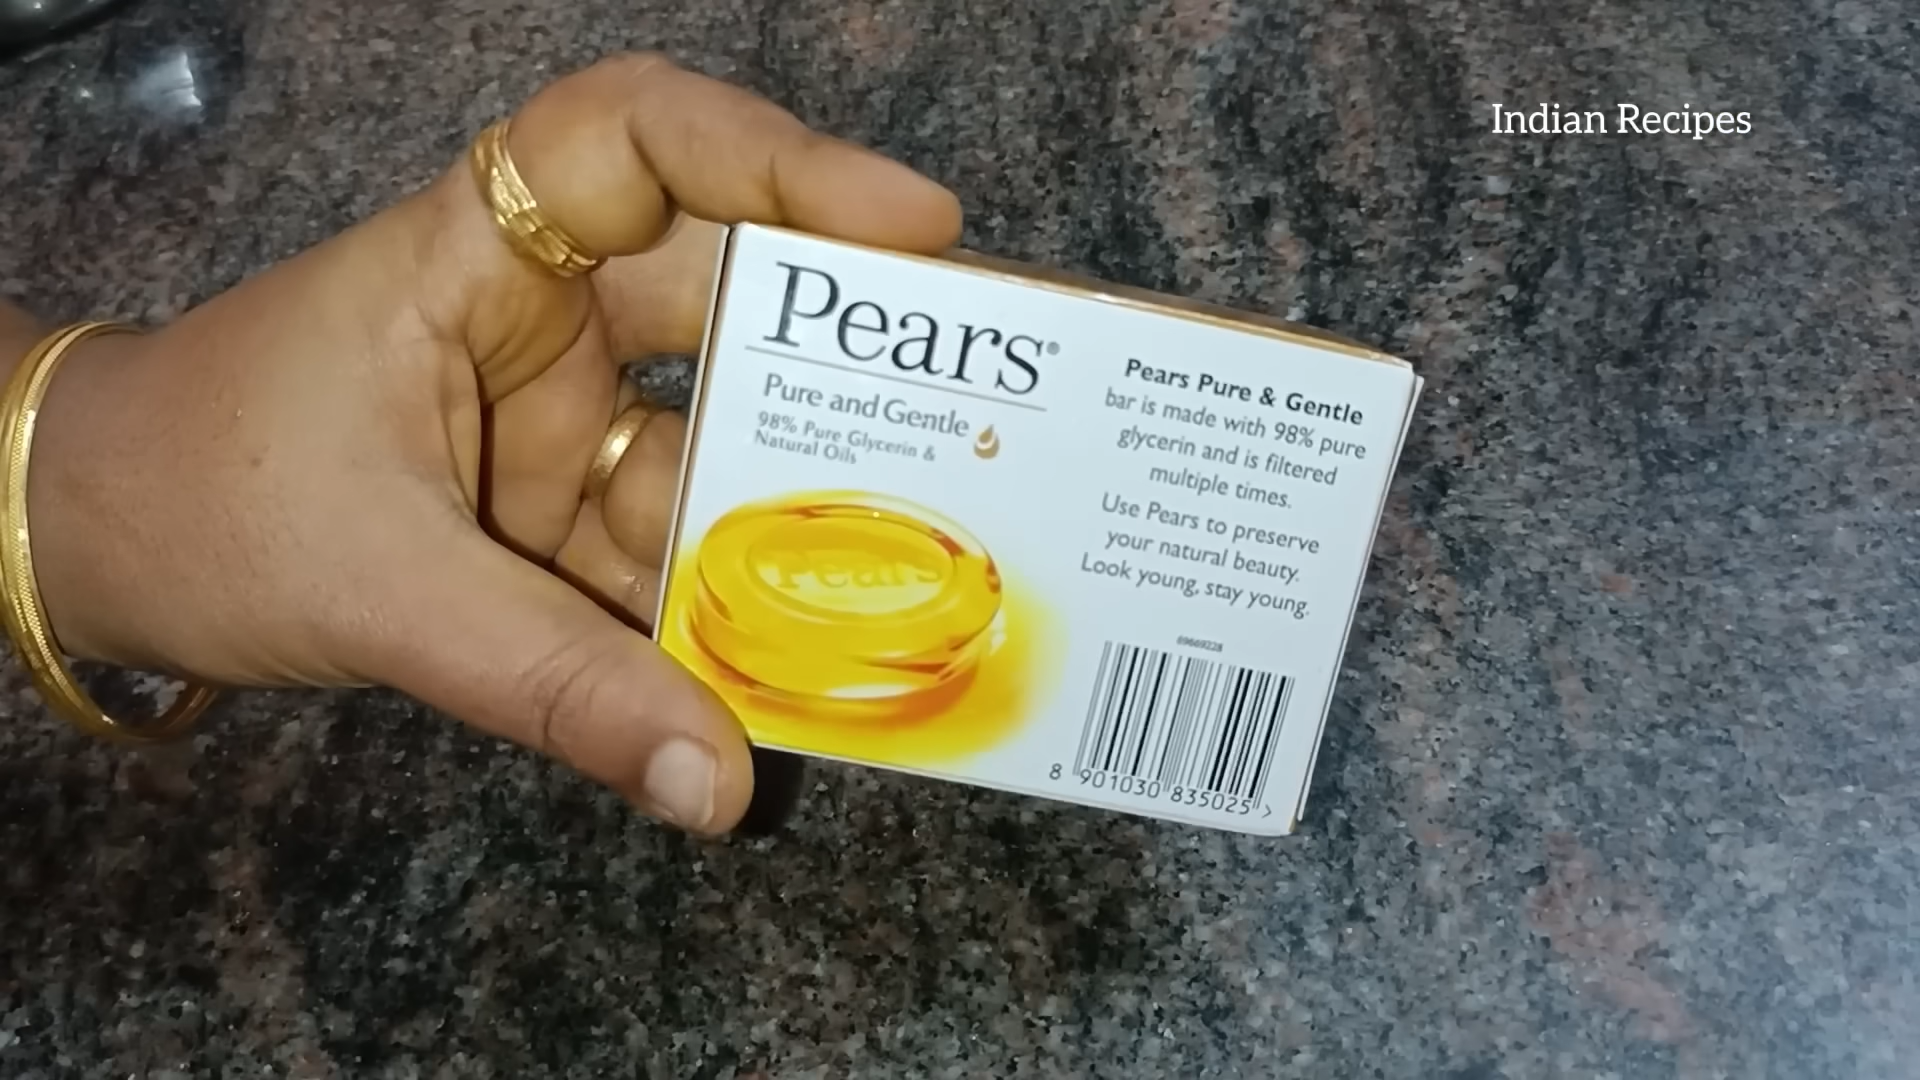 Indian Recipes
Pears®
Pure and Gentle
98% Pure Glycerin &
Natural Oils
Pears
Pears Pure & Gentle
bar is made with 98% pure
glycerin and is filtered
multiple times.
Use Pears to preserve
your natural beauty.
Look young, stay young.
69669228
8 901030 835025 >